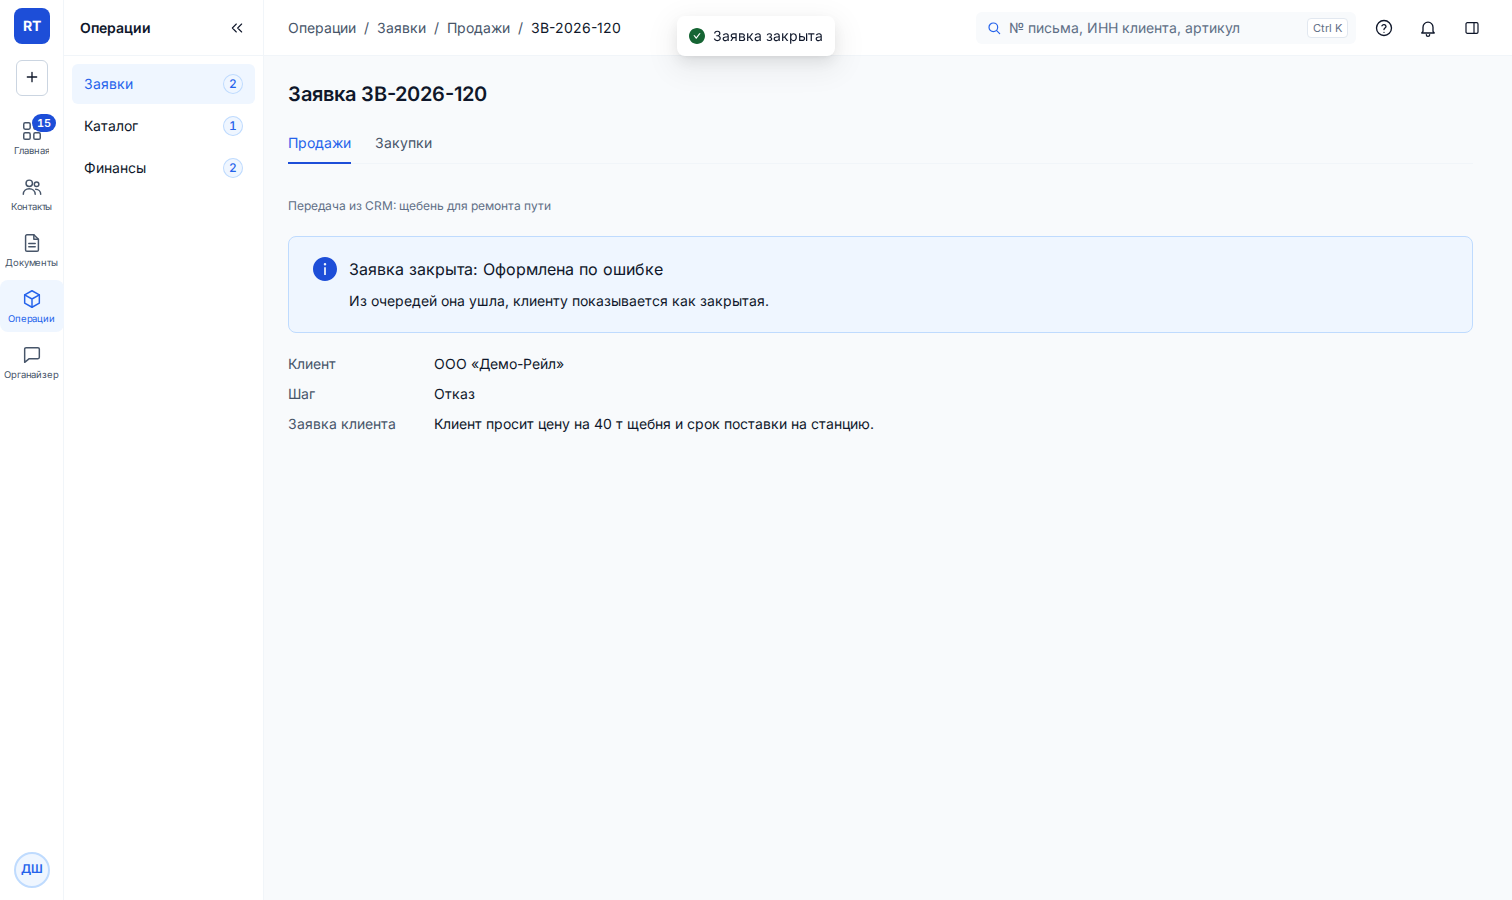 RT
Операции
Операции / Заявки / Продажи / ЗВ-2026-120
Заявка закрыта
№ письма, ИНН клиента, артикул
Ctrl K
15
Главная
Контакты
Документы
Операции
Органайзер
ДШ
Заявки 2
Каталог 1
Финансы 2
Заявка ЗВ-2026-120
Продажи Закупки
Передача из CRM: щебень для ремонта пути
Заявка закрыта: Оформлена по ошибке
Из очередей она ушла, клиенту показывается как закрытая.
Клиент ООО «Демо-Рейл»
Шаг Отказ
Заявка клиента Клиент просит цену на 40 т щебня и срок поставки на станцию.